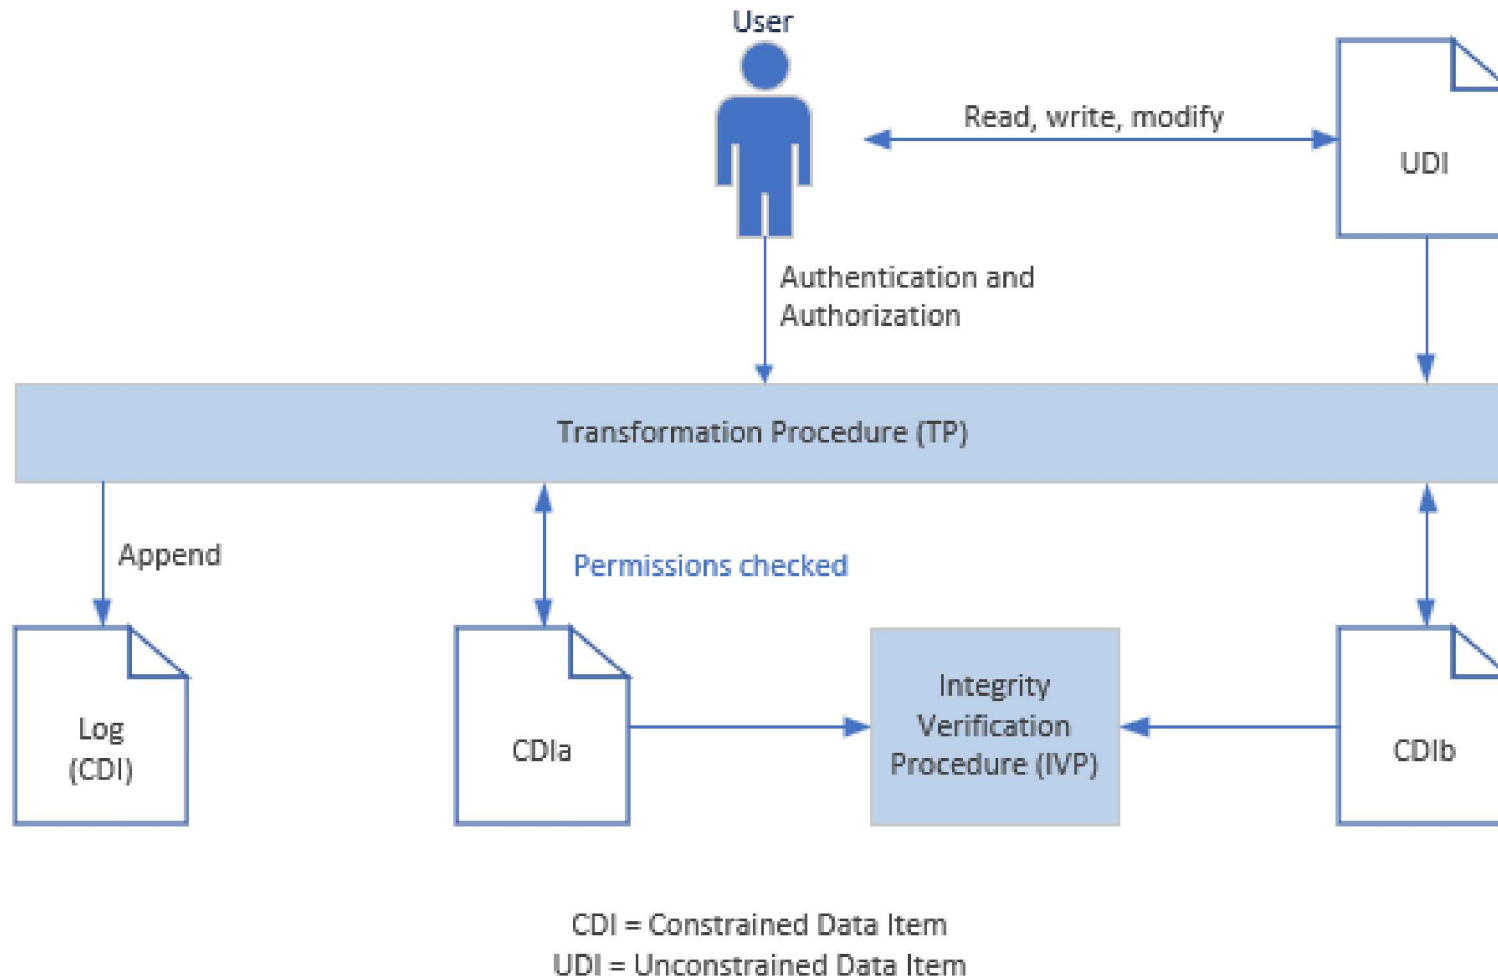 User
Read, write, modify
UDI
Authentication and
Authorization
Transformation Procedure (TP)
Append
Permissions checked
Log
(CDI)
CDIa
Integrity
Verification
Procedure (IVP)
CDIb
CDI = Constrained Data Item
UDI = Unconstrained Data Item